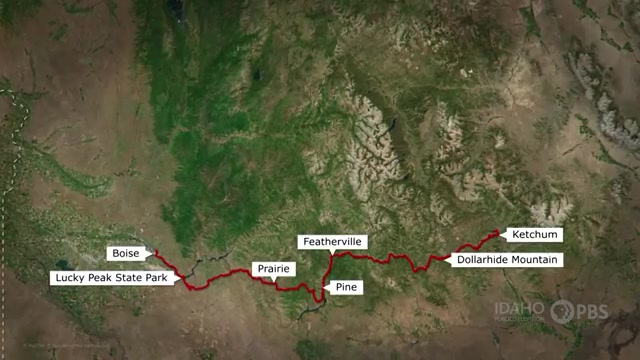 Ketchum
Featherville
Boise
Dollarhide Mountain
Prairie
Lucky Peak State Park
Pine
IDAHO
PBS